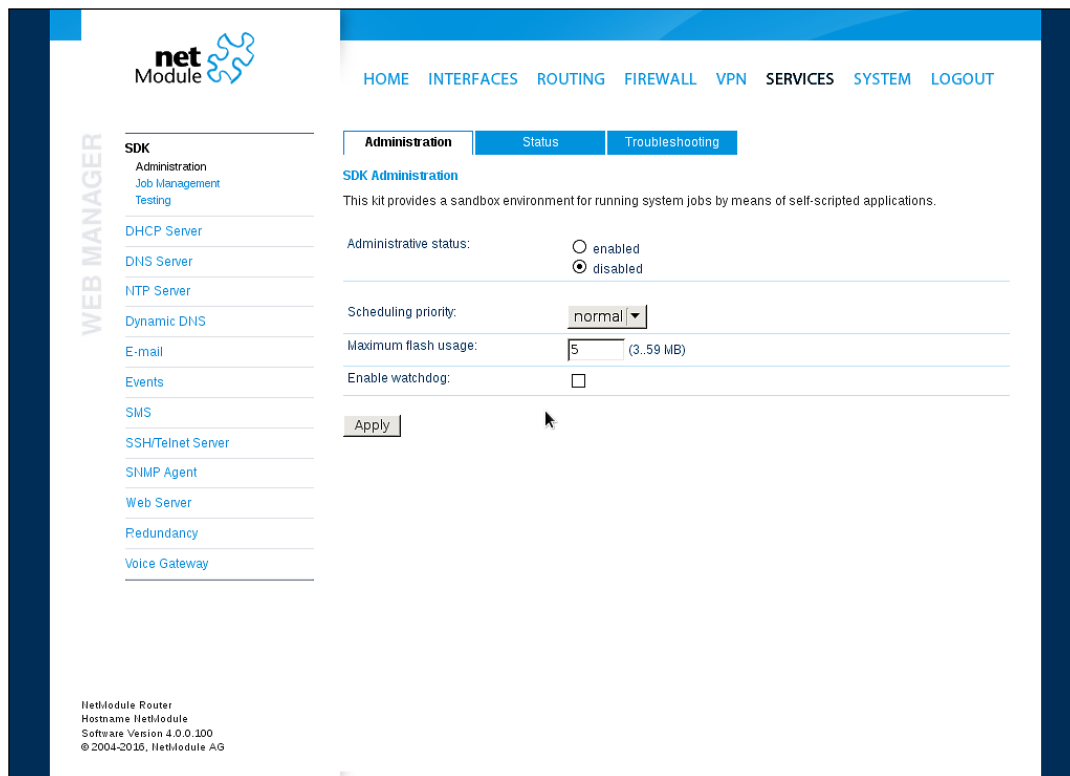 net
Module
HOME INTERFACES ROUTING FIREWALL VPN SERVICES SYSTEM LOGOUT
WEB MANAGER
SDK
Administration
Job Management
Testing
DHCP Server
DNS Server
NTP Server
Dynamic DNS
E-mail
Events
SMS
SSH/Telnet Server
SNMP Agent
Web Server
Redundancy
Voice Gateway
Administration Status Troubleshooting
SDK Administration
This kit provides a sandbox environment for running system jobs by means of self-scripted applications.
Administrative status:
enabled
disabled
Scheduling priority: normal
Maximum flash usage: 5 (3..59 MB)
Enable watchdog:
Apply
NetModule Router
Hostname NetModule
Software Version 4.0.0.100
© 2004-2016, NetModule AG